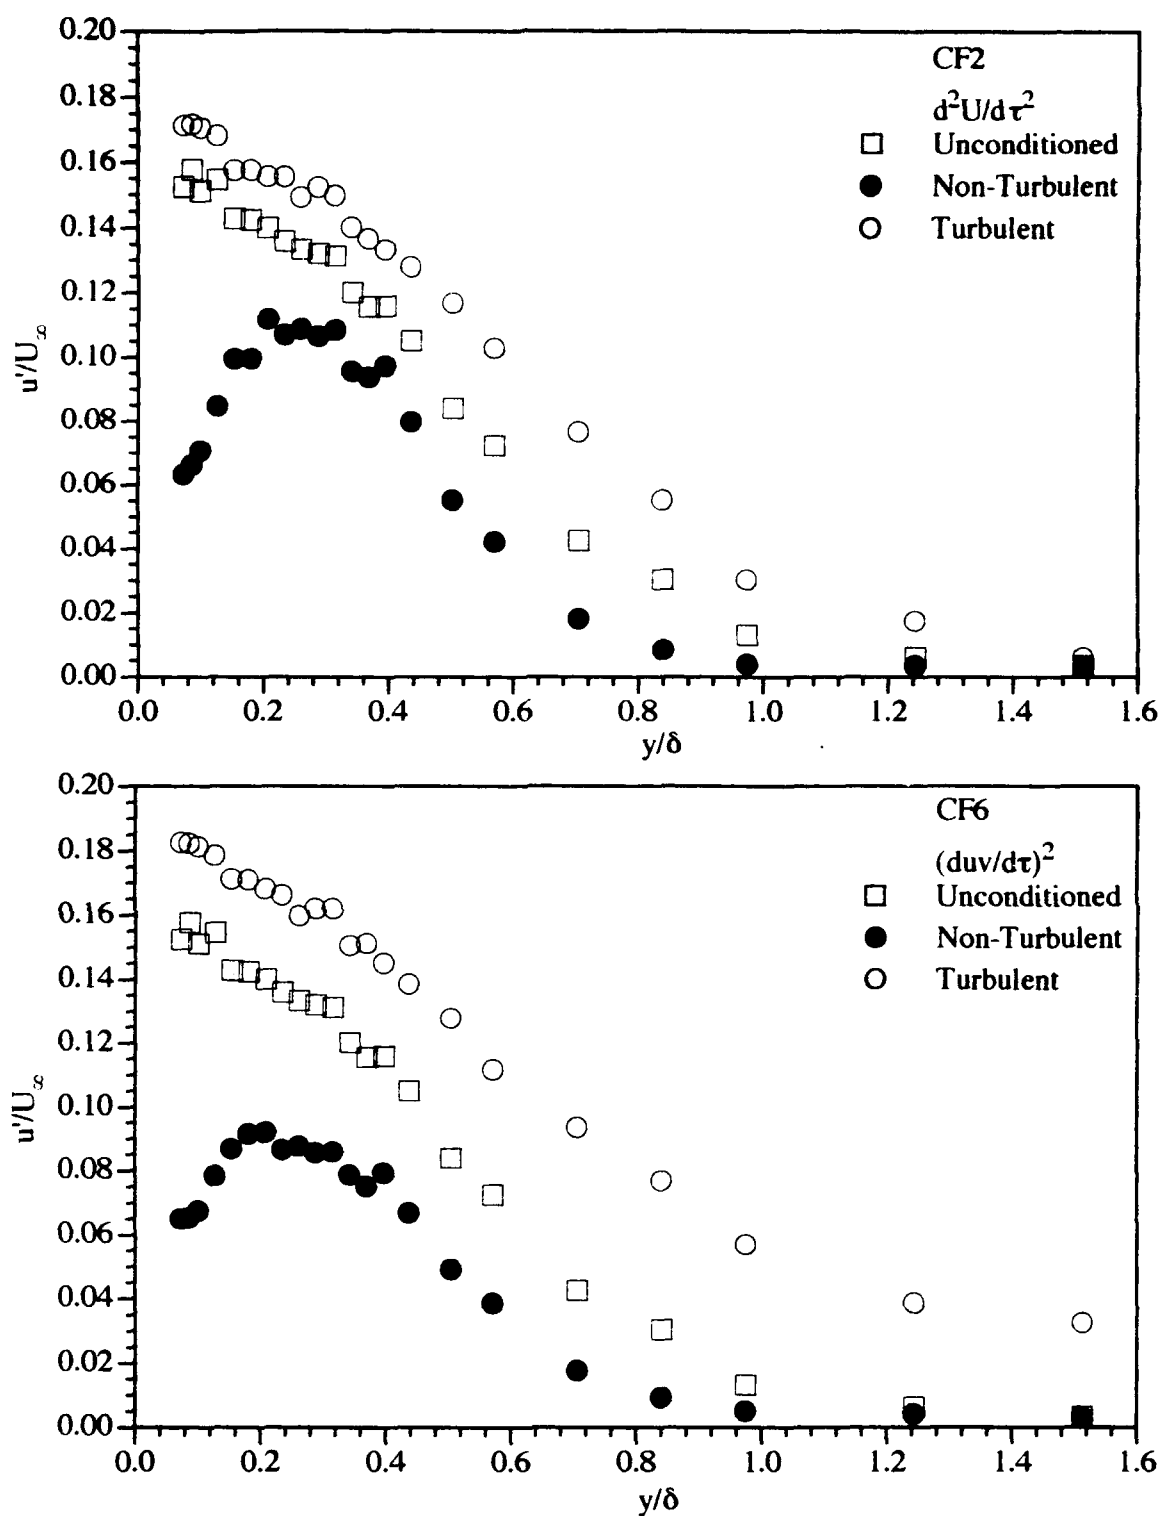 0.20
0.18
0.16
0.14
0.12
0.10
0.08
0.06
0.04
0.02
0.00
u'/U∞
CF2
d²U/dτ²
Unconditioned
Non-Turbulent
Turbulent
0.0 0.2 0.4 0.6 0.8 1.0 1.2 1.4 1.6
y/δ
0.20
0.18
0.16
0.14
0.12
0.10
0.08
0.06
0.04
0.02
0.00
u'/U∞
CF6
(duv/dτ)²
Unconditioned
Non-Turbulent
Turbulent
0.0 0.2 0.4 0.6 0.8 1.0 1.2 1.4 1.6
y/δ